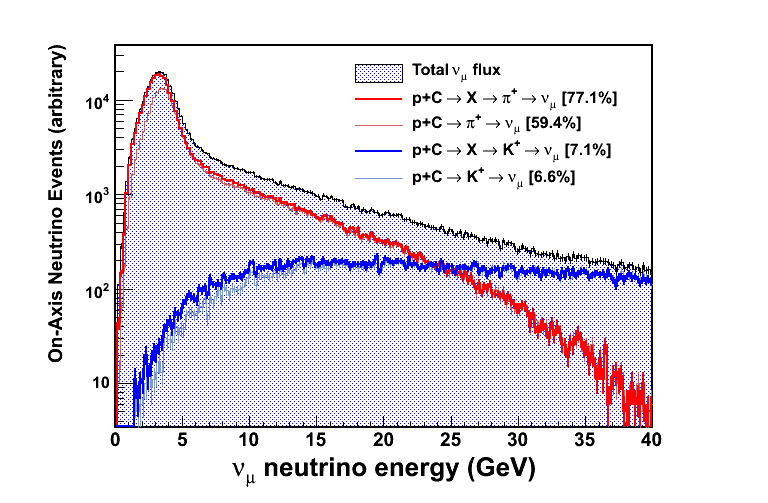 On-Axis Neutrino Events (arbitrary)
10⁴
10³
10²
10
Total νμ flux
p+C → X → π⁺ → νμ [77.1%]
p+C → π⁺ → νμ [59.4%]
p+C → X → K⁺ → νμ [7.1%]
p+C → K⁺ → νμ [6.6%]
0 5 10 15 20 25 30 35 40
νμ neutrino energy (GeV)